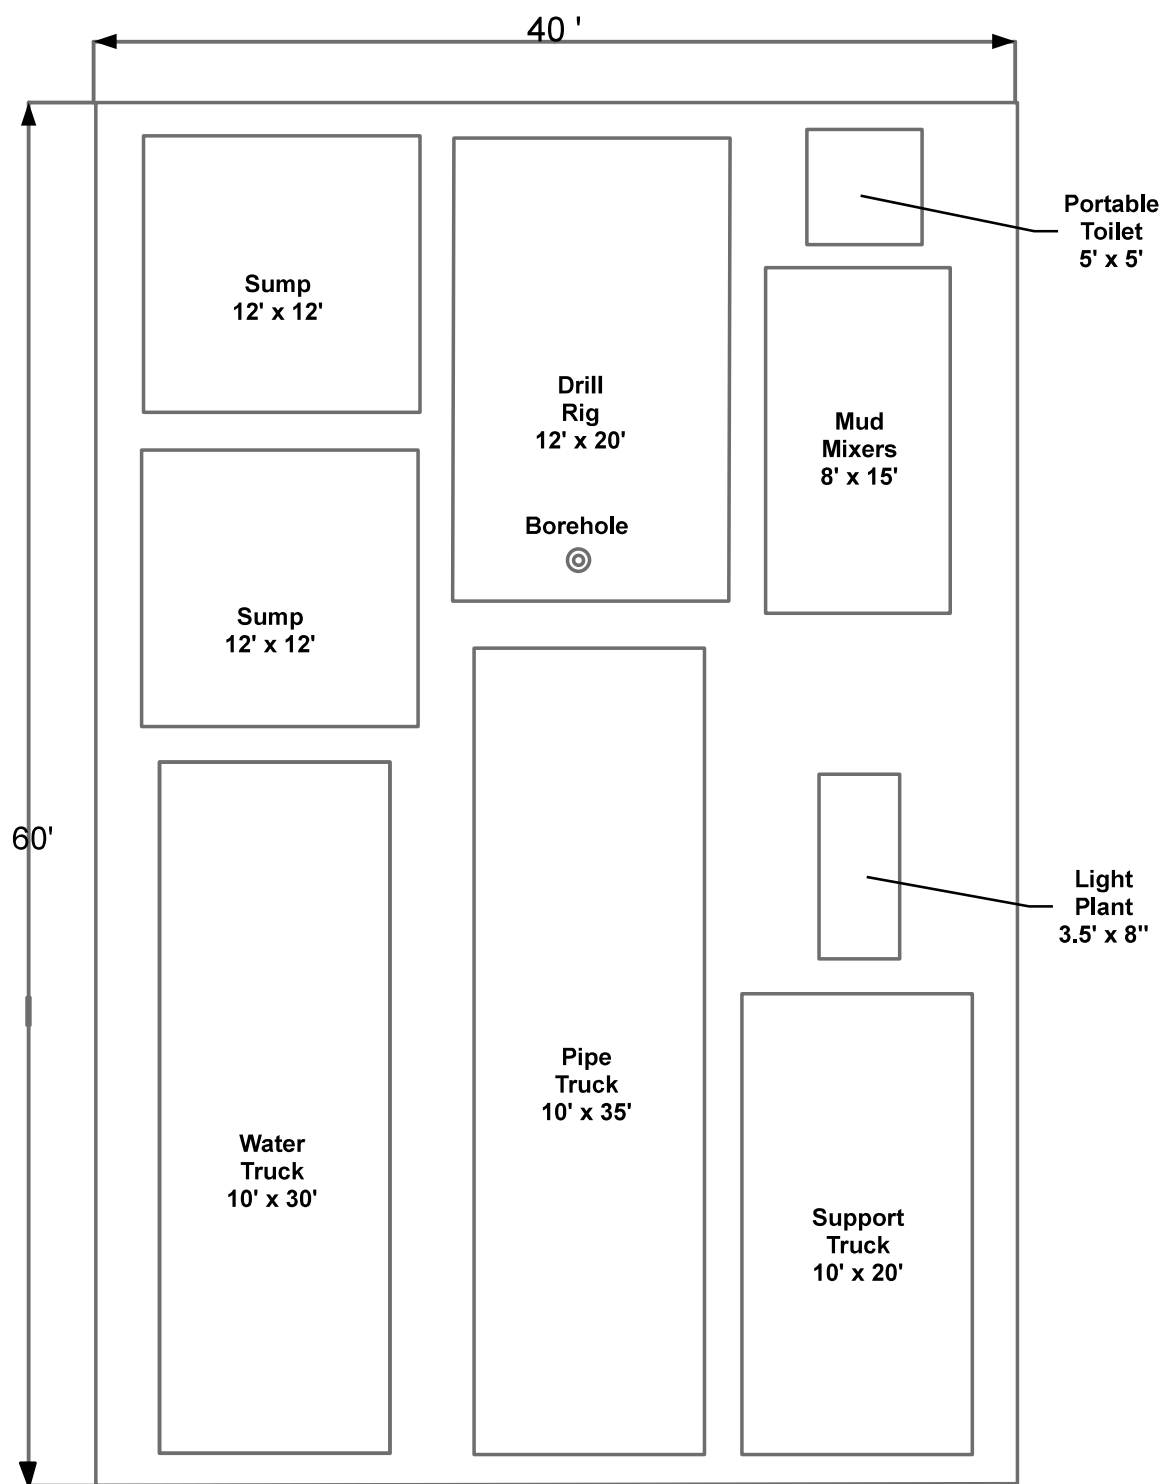 40 '
Sump
12' x 12'
Drill
Rig
12' x 20'
Borehole
Portable
Toilet
5' x 5'
Mud
Mixers
8' x 15'
Sump
12' x 12'
60'
Light
Plant
3.5' x 8"
Water
Truck
10' x 30'
Pipe
Truck
10' x 35'
Support
Truck
10' x 20'